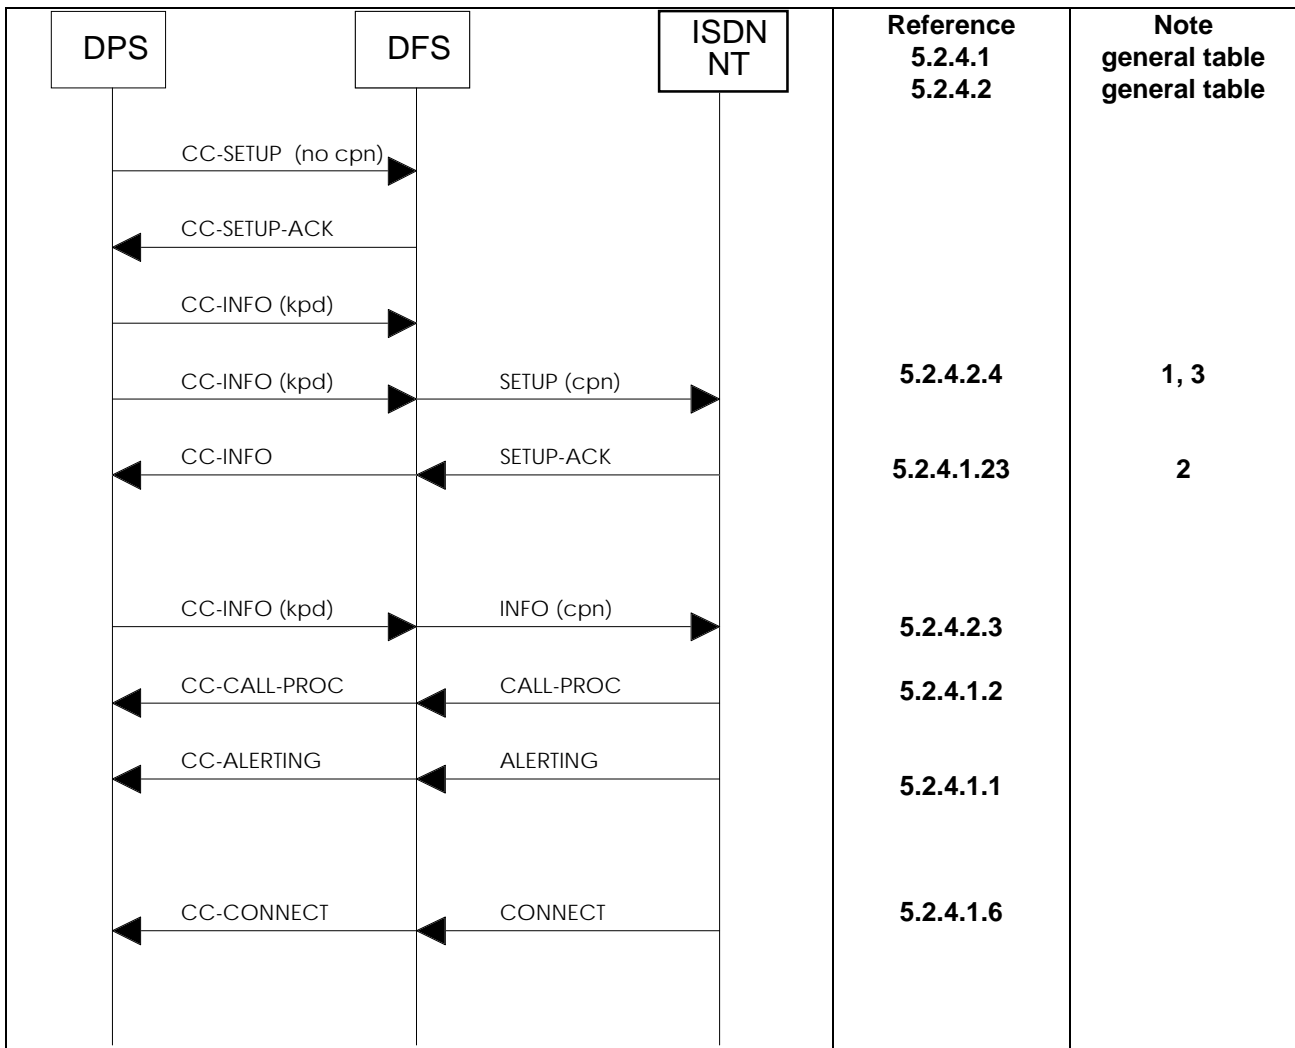 DPS DFS ISDN NT Reference Note
5.2.4.1 general table
5.2.4.2 general table
CC-SETUP (no cpn)
CC-SETUP-ACK
CC-INFO (kpd)
CC-INFO (kpd) SETUP (cpn) 5.2.4.2.4 1, 3
CC-INFO SETUP-ACK 5.2.4.1.23 2
CC-INFO (kpd) INFO (cpn) 5.2.4.2.3
CC-CALL-PROC CALL-PROC 5.2.4.1.2
CC-ALERTING ALERTING 5.2.4.1.1
CC-CONNECT CONNECT 5.2.4.1.6